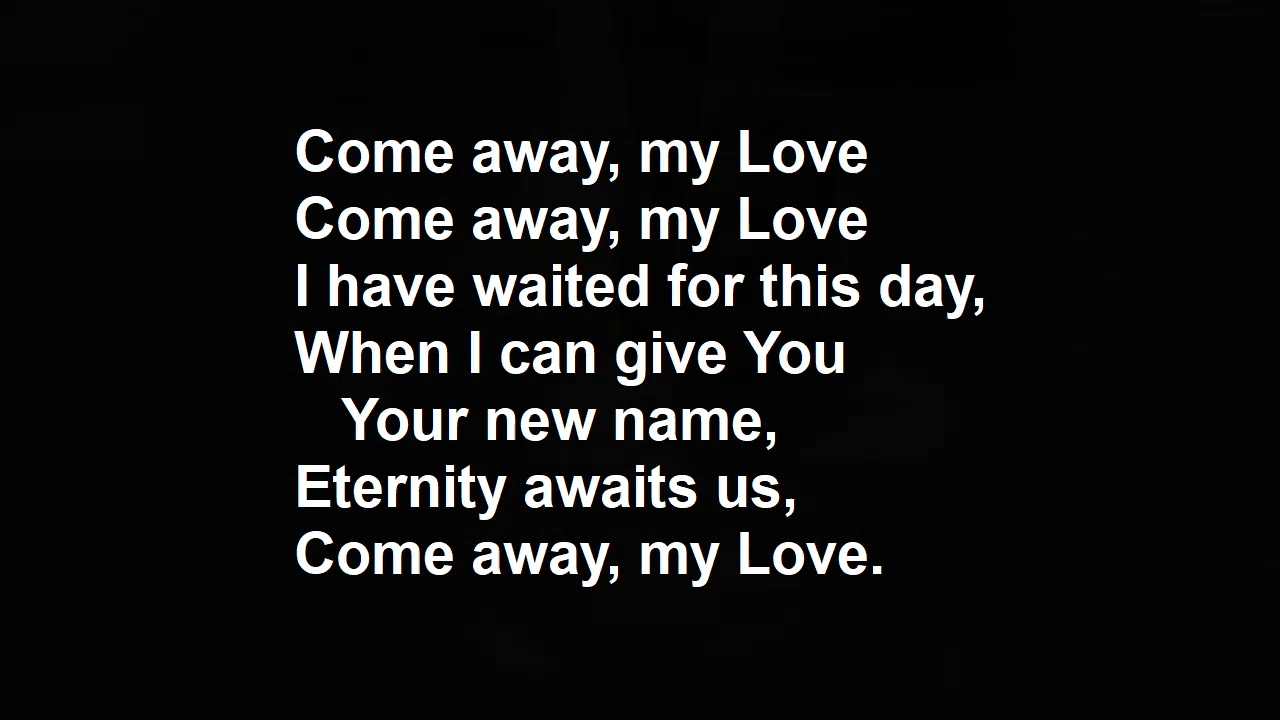 Come away, my Love
Come away, my Love
I have waited for this day,
When I can give You
Your new name,
Eternity awaits us,
Come away, my Love.